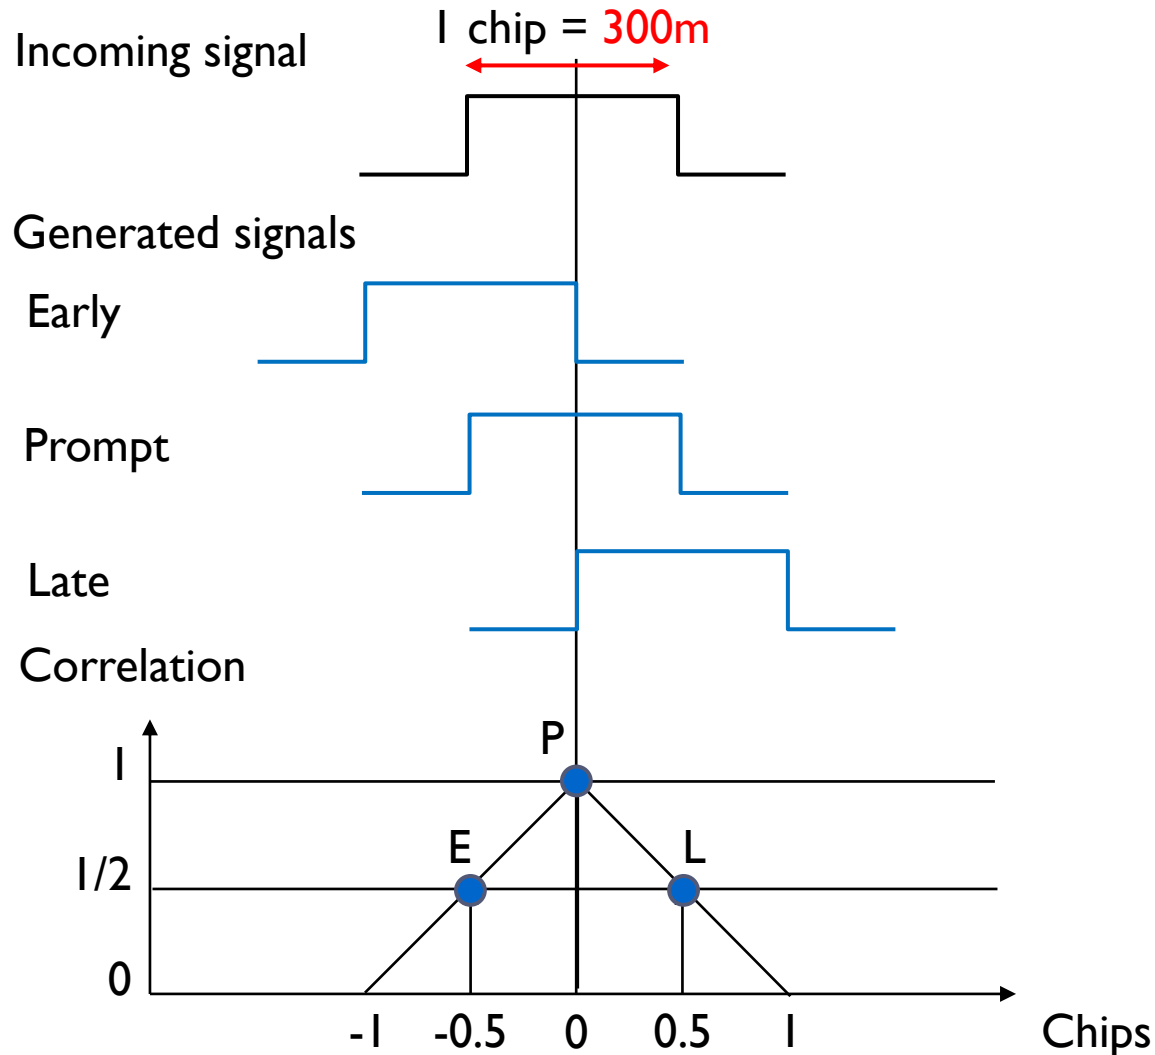 1 chip = 300m
Incoming signal
Generated signals
Early
Prompt
Late
Correlation
P
1
E L
1/2
0
-1 -0.5 0 0.5 1 Chips